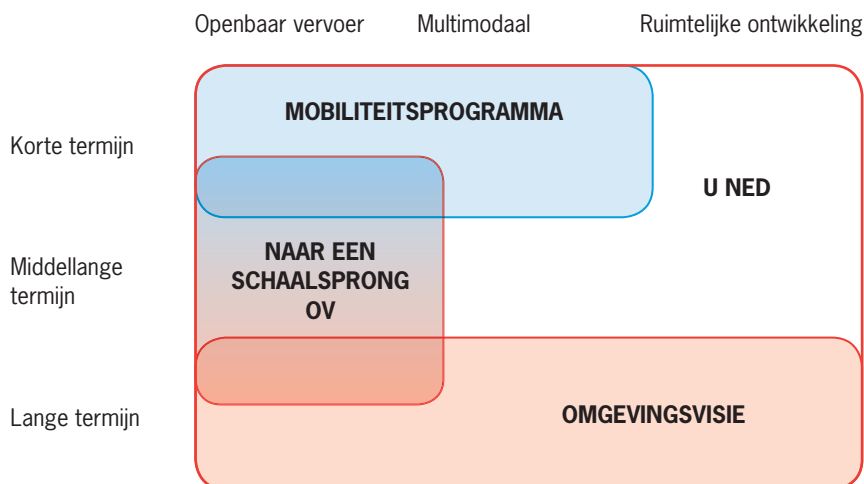 Openbaar vervoer Multimodaal Ruimtelijke ontwikkeling
MOBILITEITSPROGRAMMA
Korte termijn
U NED
NAAR EEN
SCHAALSPRONG
OV
Middellange
termijn
OMGEVINGSVISIE
Lange termijn